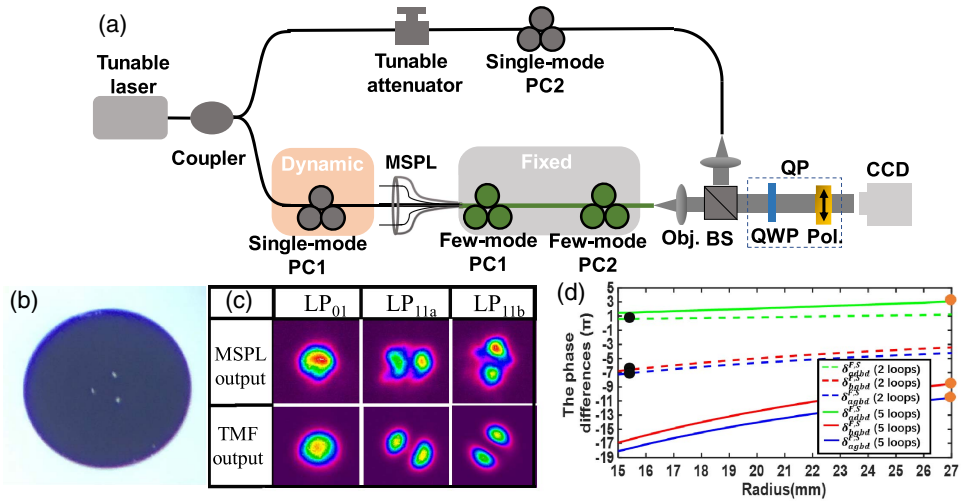 (a)
Tunable
laser
Coupler
Tunable
attenuator
Single-mode
PC2
Dynamic
Single-mode
PC1
MSPL
Fixed
Few-mode
PC1
Few-mode
PC2
Obj.
BS
QP
QWP
Pol.
CCD
(b)
(c)
LP01
LP11a
LP11b
MSPL
output
TMF
output
(d)
The phase
differences (π)
5
3
1
-1
-3
-5
-7
-9
-11
-13
-15
-17
-19
15 16 17 18 19 20 21 22 23 24 25 26 27
Radius(mm)
(2 loops)
(2 loops)
(2 loops)
(5 loops)
(5 loops)
(5 loops)